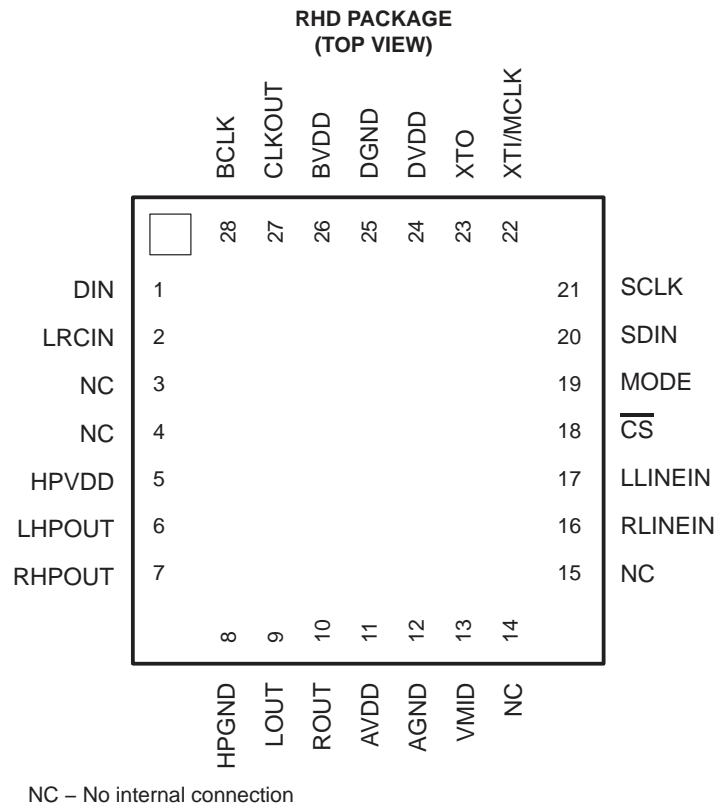 RHD PACKAGE
(TOP VIEW)
BCLK
CLKOUT
BVDD
DGND
DVDD
XTO
XTI/MCLK
28
27
26
25
24
23
22
DIN 1
LRCIN 2
NC 3
NC 4
HPVDD 5
LHPOUT 6
RHPOUT 7
21 SCLK
20 SDIN
19 MODE
18 C̅S̅
17 LLINEIN
16 RLINEIN
15 NC
8
9
10
11
12
13
14
HPGND
LOUT
ROUT
AVDD
AGND
VMID
NC
NC – No internal connection